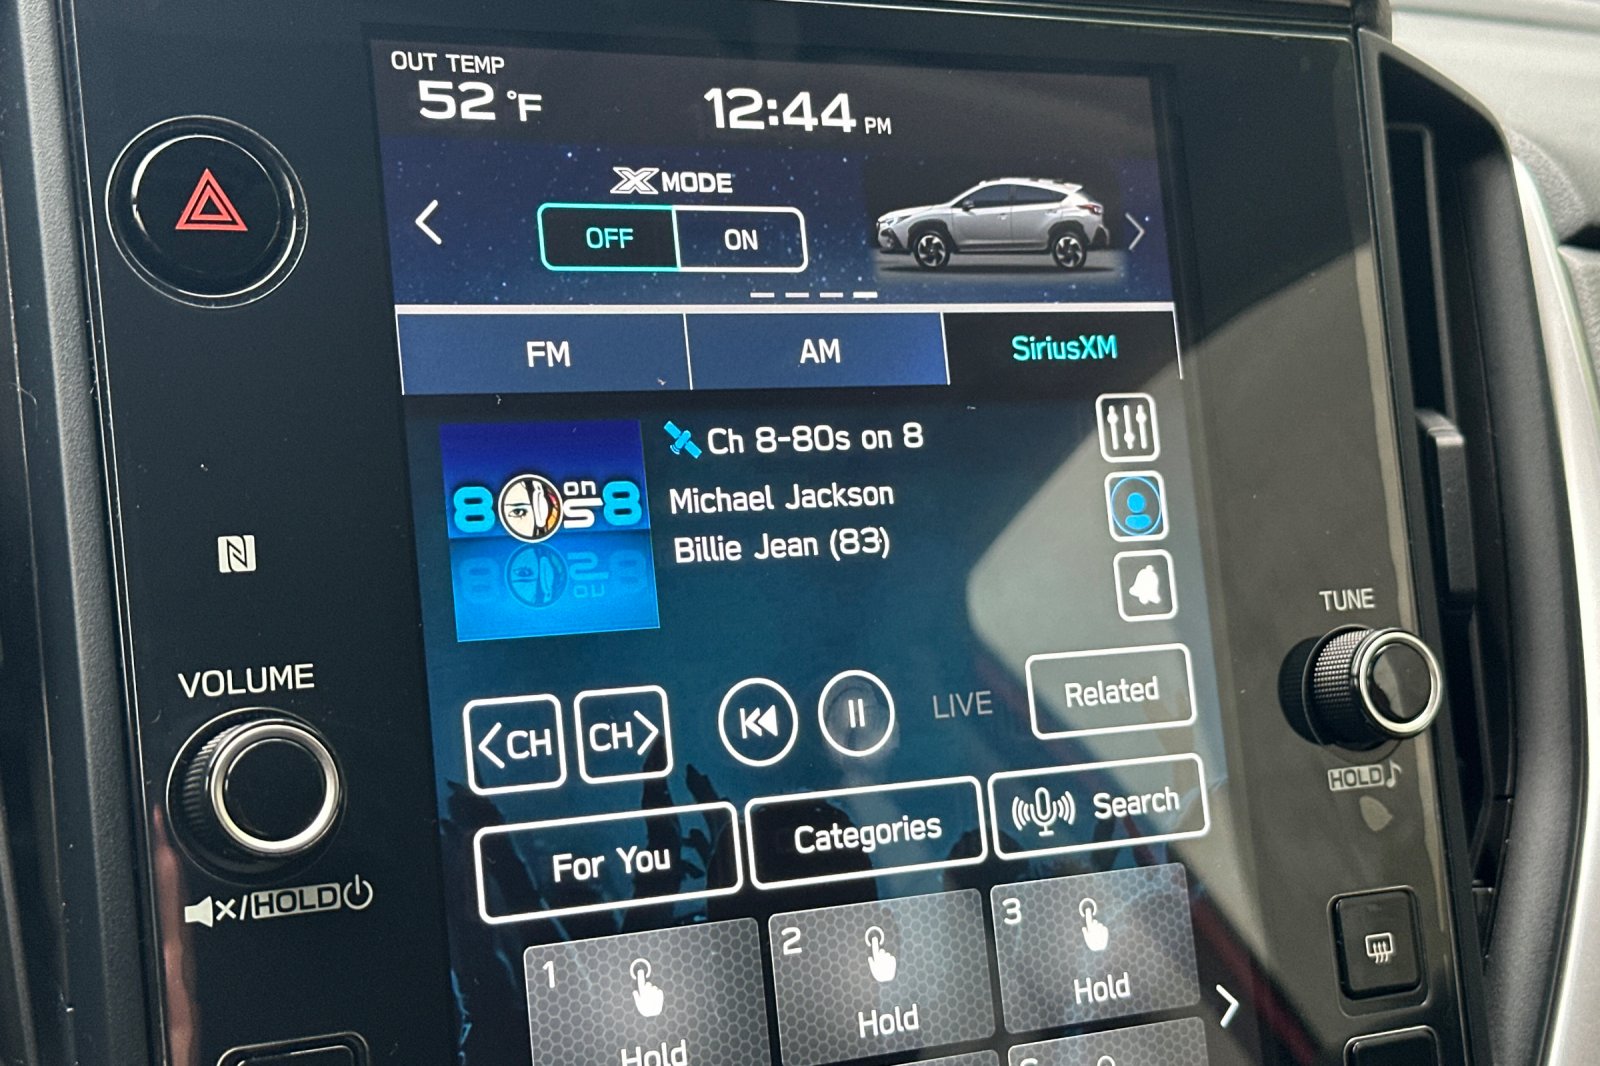 OUT TEMP
52 °F
12:44 PM
X MODE
OFF
ON
FM
AM
SiriusXM
8 on 8
Ch 8-80s on 8
Michael Jackson
Billie Jean (83)
VOLUME
TUNE
<CH
CH>
LIVE
Related
HOLD
For You
Categories
Search
X/HOLD
1
Hold
2
Hold
3
Hold